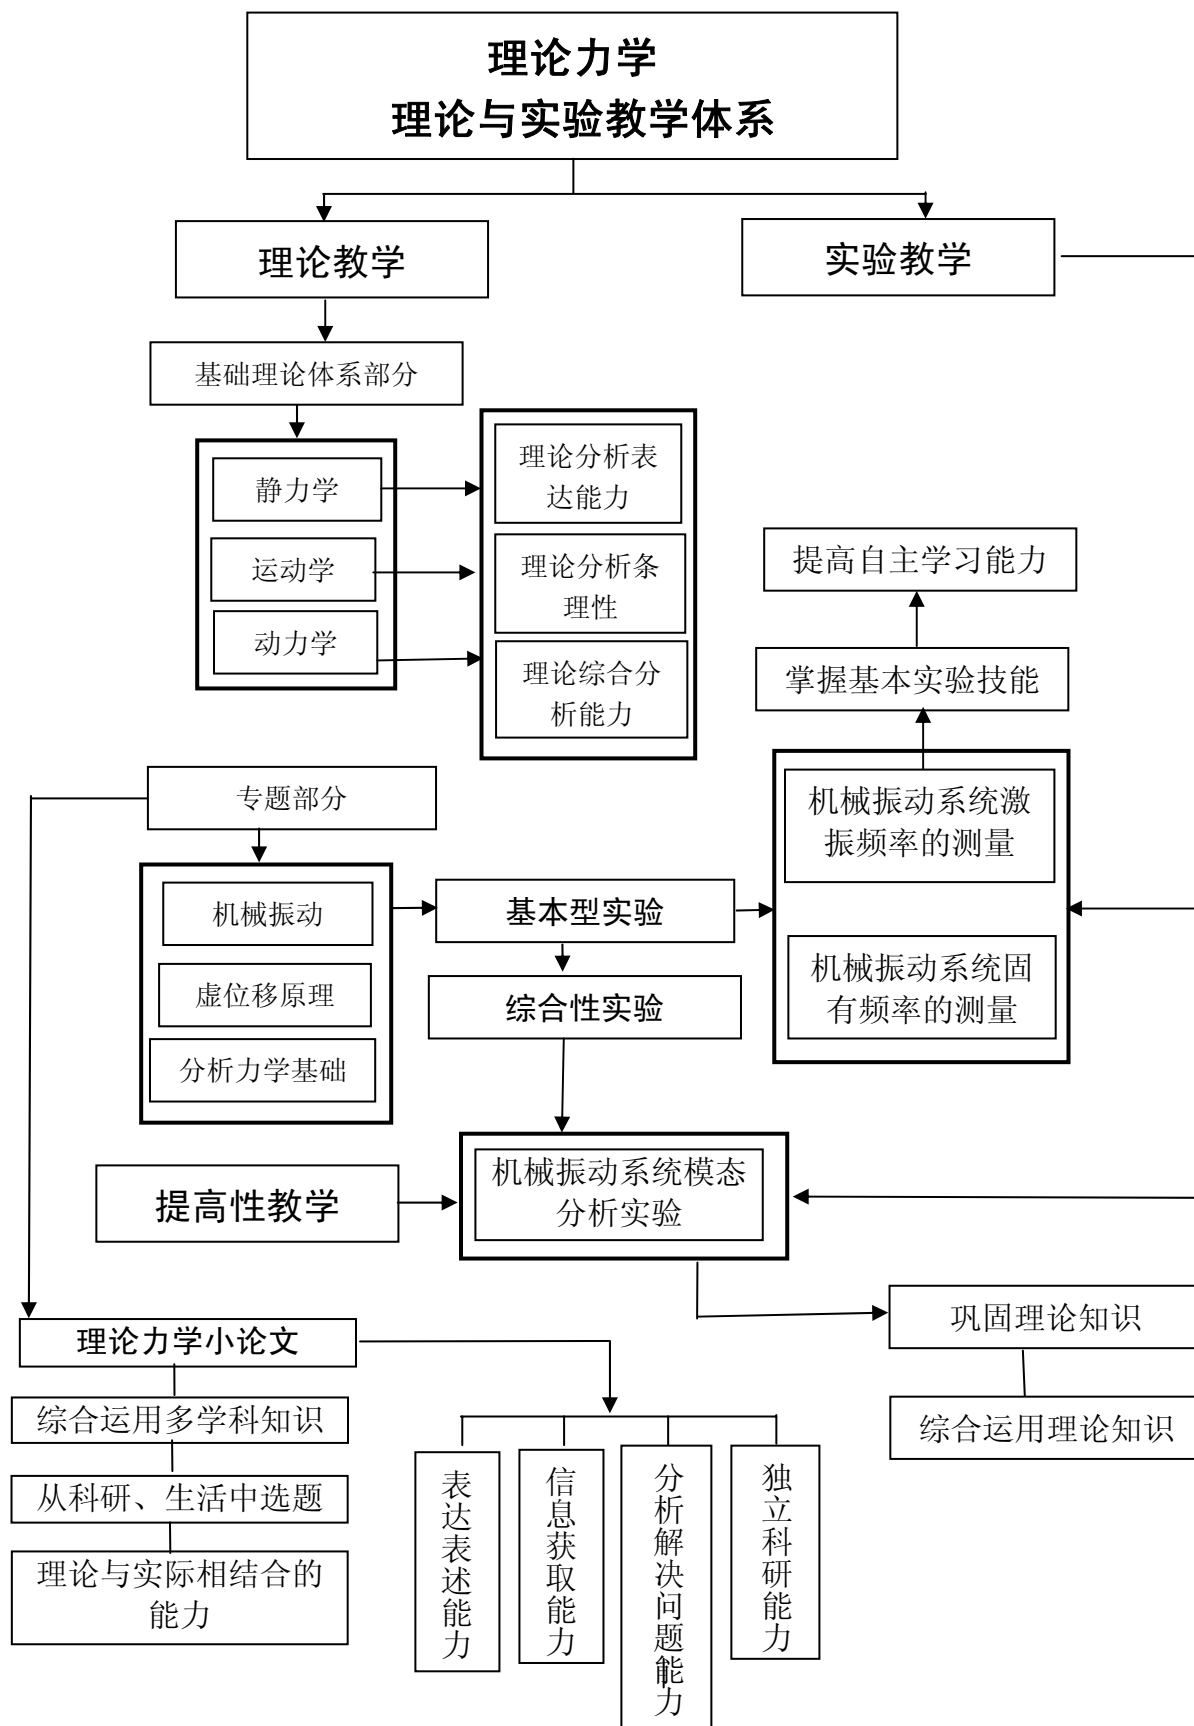 理论力学
理论与实验教学体系
理论教学
实验教学
基础理论体系部分
静力学
运动学
动力学
理论分析表
达能力
理论分析条
理性
理论综合分
析能力
提高自主学习能力
掌握基本实验技能
机械振动系统激
振频率的测量
机械振动系统固
有频率的测量
专题部分
机械振动
虚位移原理
分析力学基础
基本型实验
综合性实验
提高性教学
机械振动系统模态
分析实验
巩固理论知识
综合运用理论知识
理论力学小论文
综合运用多学科知识
从科研、生活中选题
理论与实际相结合的
能力
表达表述能力
信息获取能力
分析解决问题能力
独立科研能力